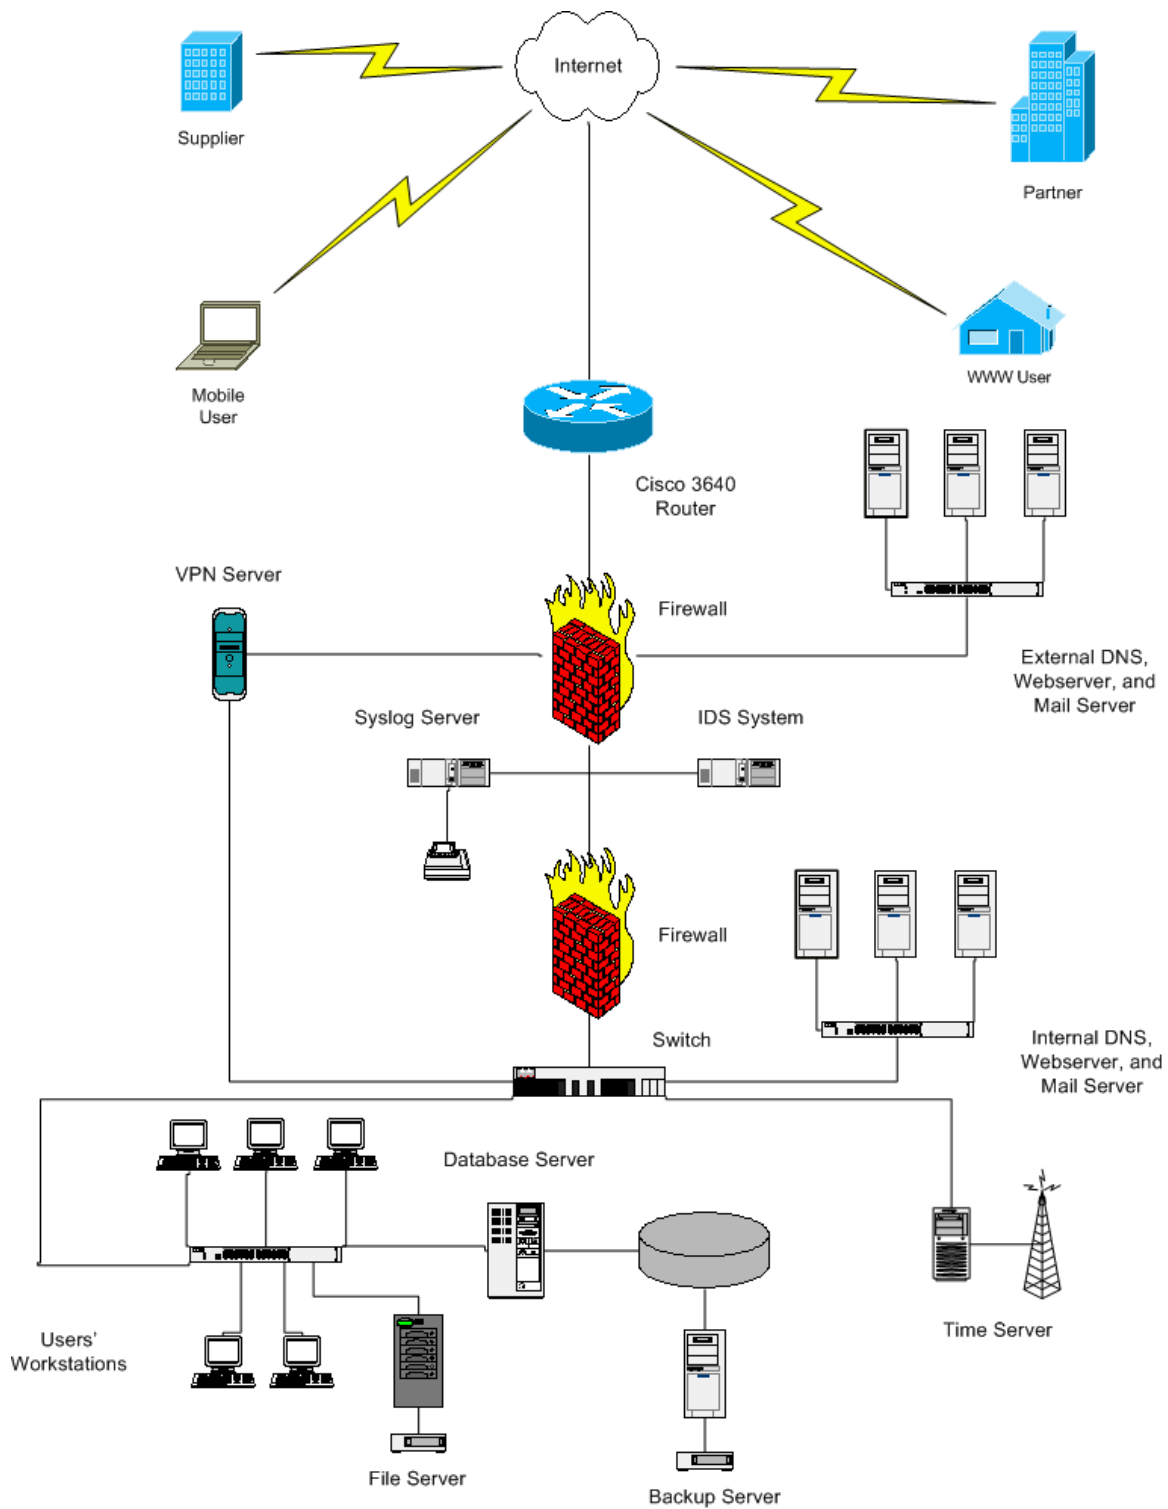 Internet
Supplier
Partner
Mobile
User
WWW User
Cisco 3640
Router
VPN Server
Firewall
External DNS,
Webserver, and
Mail Server
Syslog Server
IDS System
Firewall
Switch
Internal DNS,
Webserver, and
Mail Server
Database Server
Users'
Workstations
Time Server
File Server
Backup Server